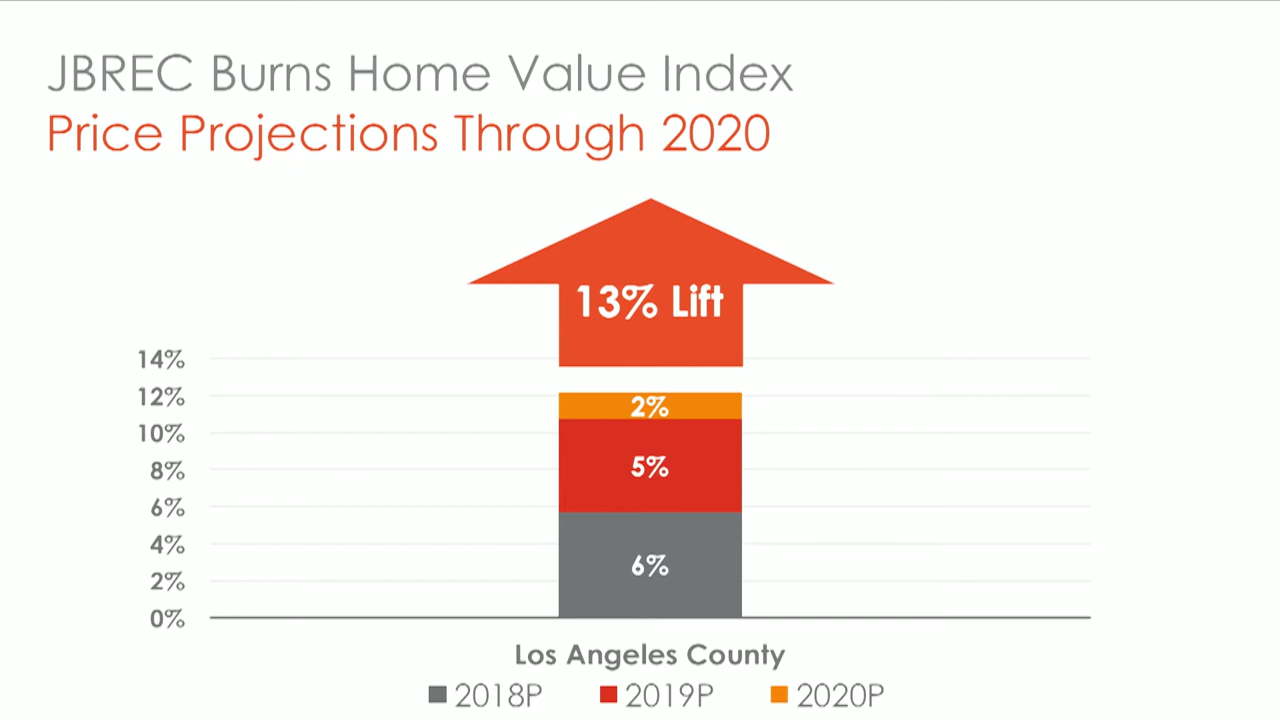 JBREC Burns Home Value Index
Price Projections Through 2020
13% Lift
14%
12%
2%
10%
5%
8%
6%
6%
4%
2%
0%
Los Angeles County
2018P 2019P 2020P